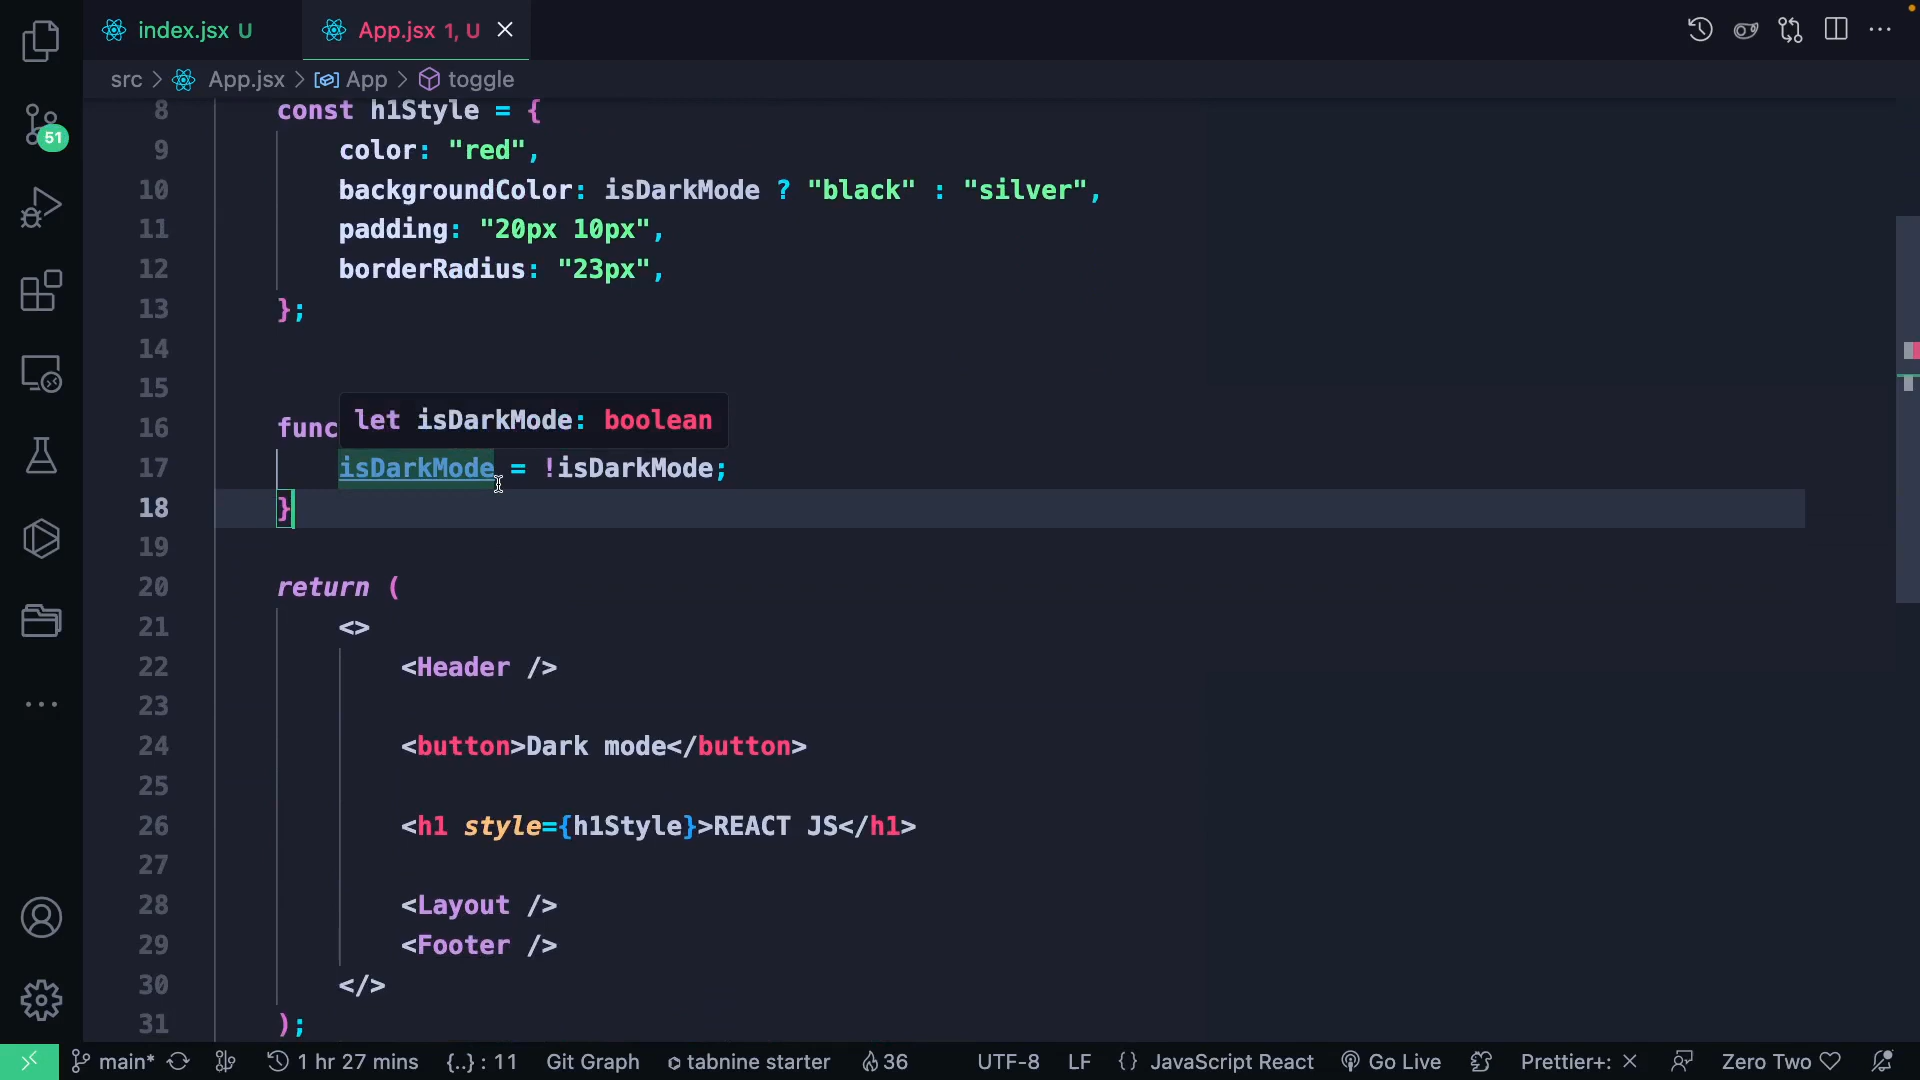 index.jsx U
App.jsx 1, U
src > App.jsx > App > toggle
8 const h1Style = {
9 color: "red",
10 backgroundColor: isDarkMode ? "black" : "silver",
11 padding: "20px 10px",
12 borderRadius: "23px",
13 };
14
15
let isDarkMode: boolean
16 func
17 isDarkMode = !isDarkMode;
18 }
19
20 return (
21 <>
22 <Header />
23
24 <button>Dark mode</button>
25
26 <h1 style={h1Style}>REACT JS</h1>
27
28 <Layout />
29 <Footer />
30 </>
31 );
51
main* 1 hr 27 mins {..} : 11 Git Graph tabnine starter 36 UTF-8 LF {} JavaScript React Go Live Prettier+: × Zero Two